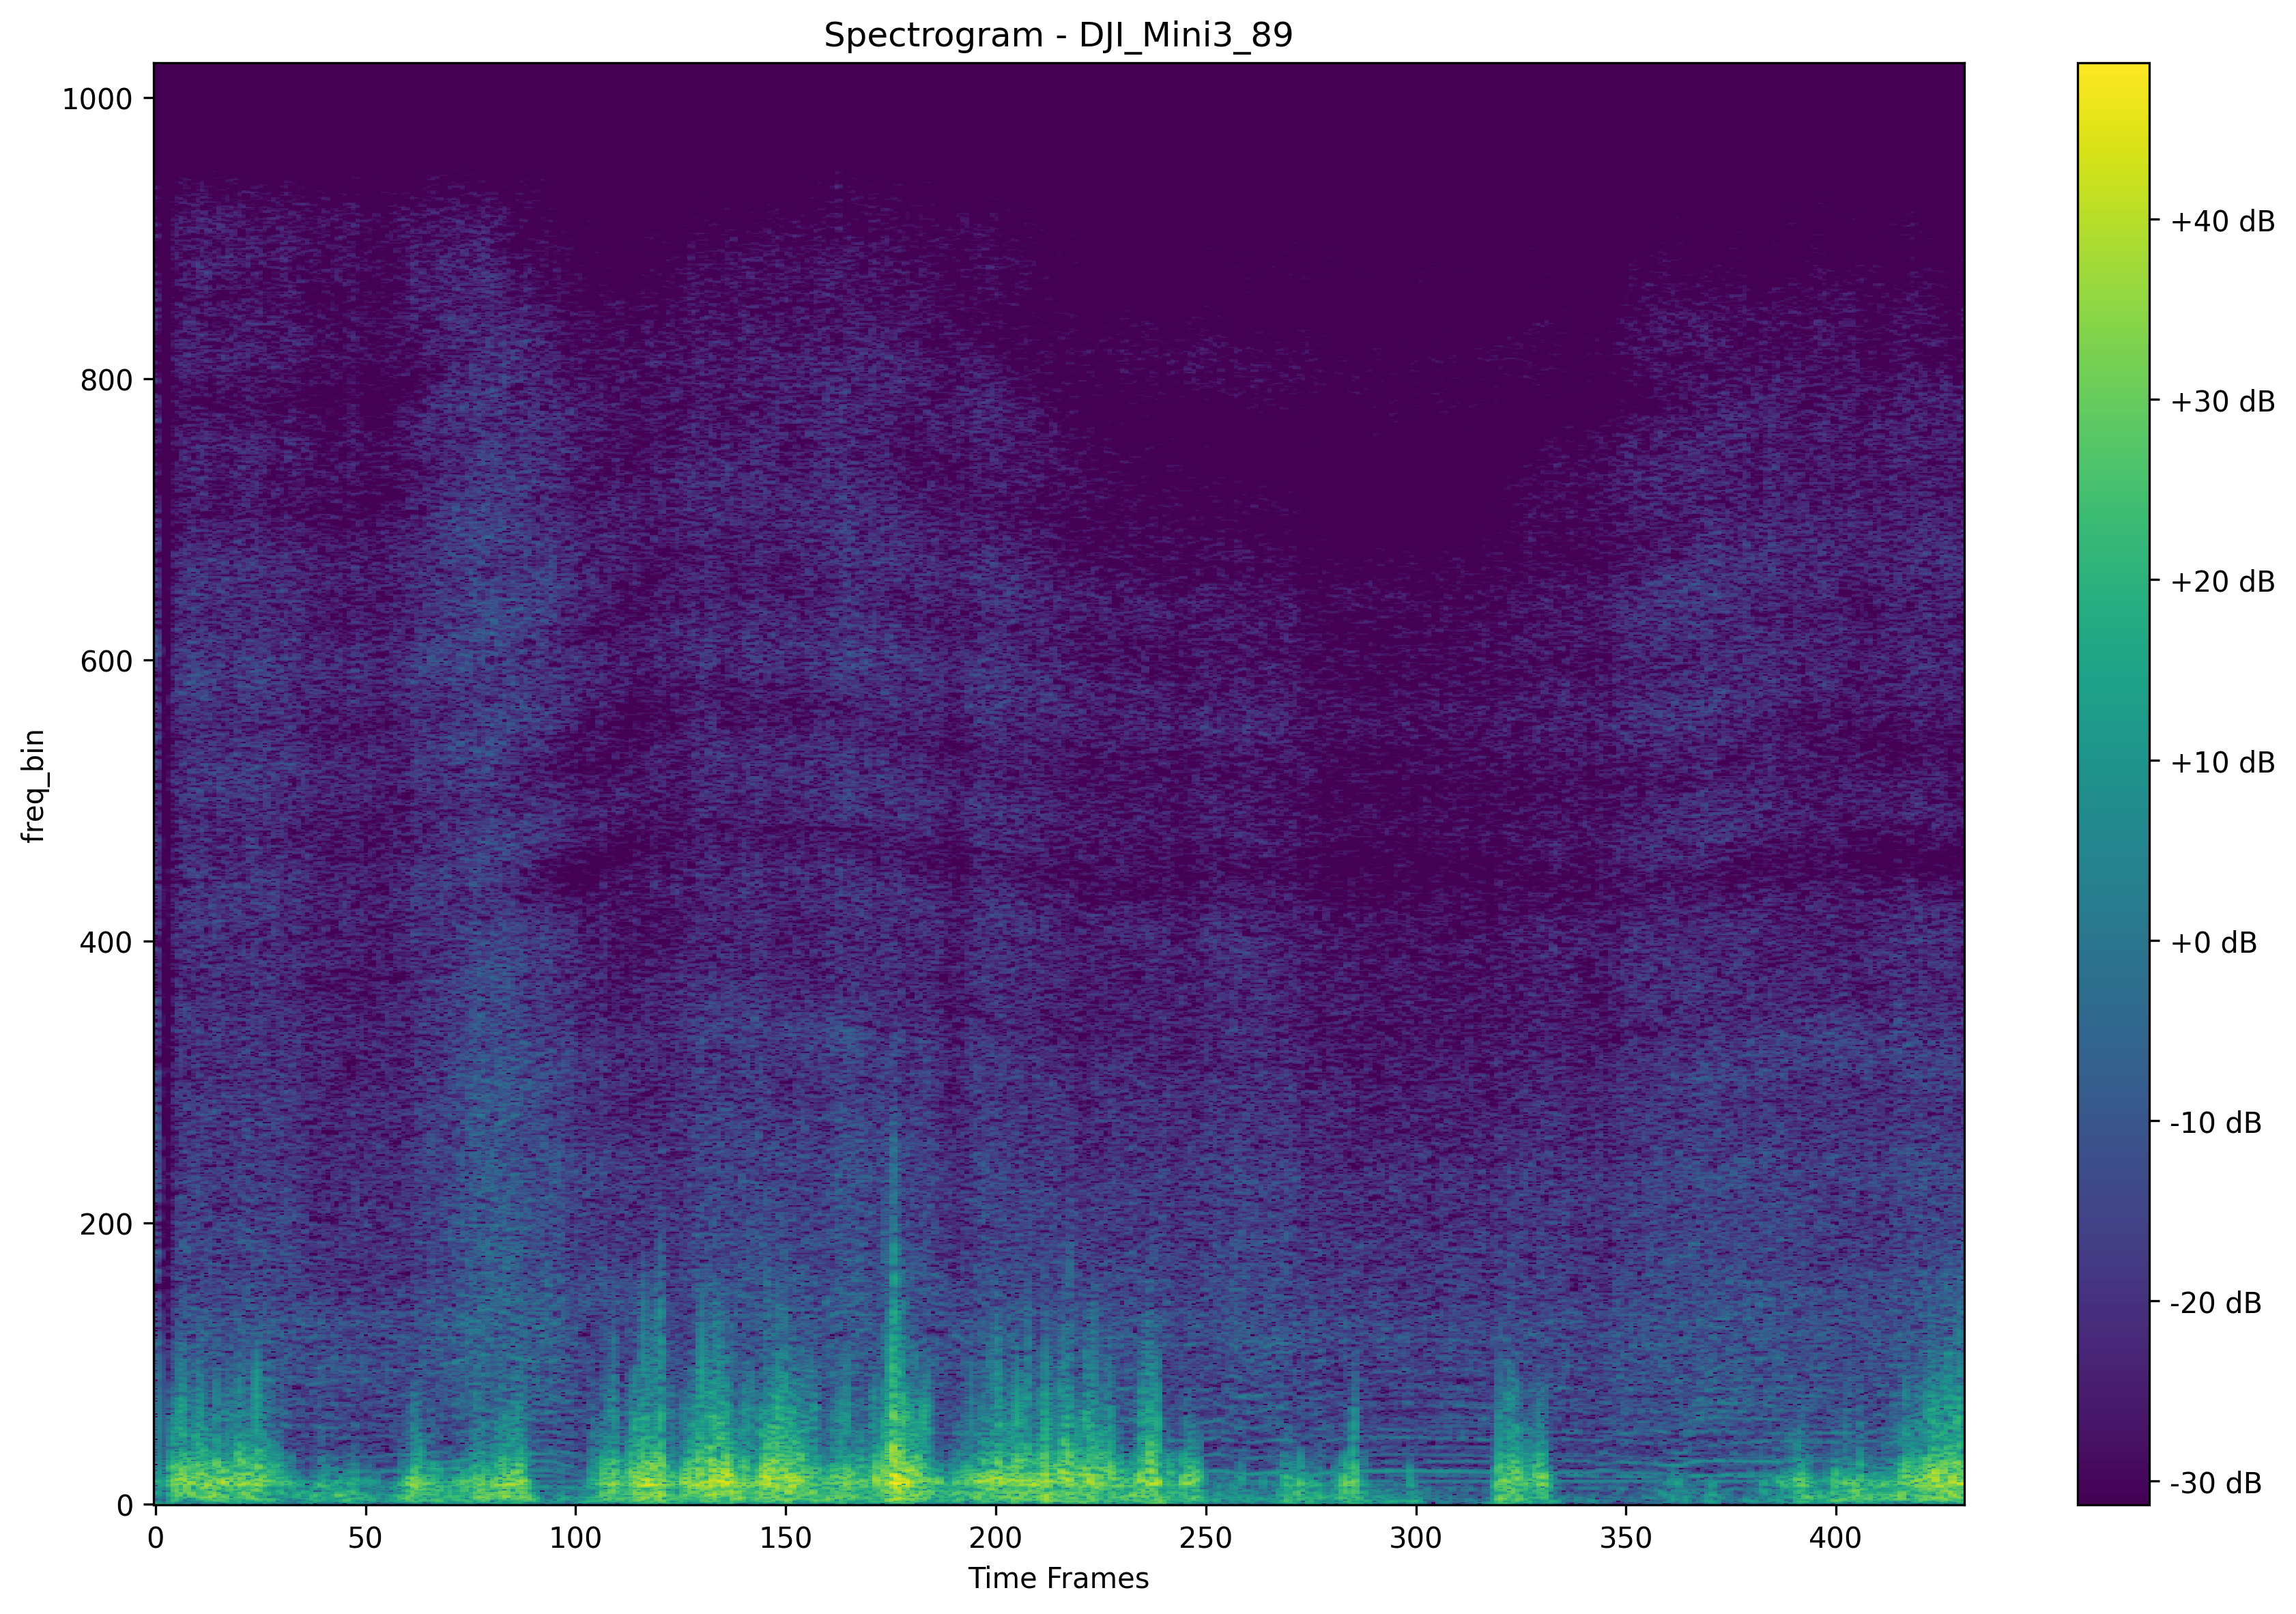 Spectrogram - DJI_Mini3_89
1000
800
600
400
200
0
freq_bin
0 50 100 150 200 250 300 350 400
Time Frames
+40 dB
+30 dB
+20 dB
+10 dB
+0 dB
-10 dB
-20 dB
-30 dB